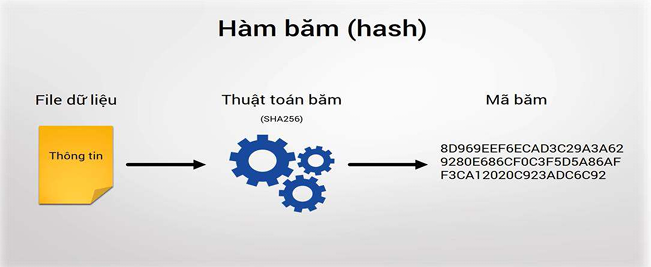 Hàm băm (hash)
File dữ liệu
Thuật toán băm
(SHA256)
Mã băm
Thông tin
8D969EEF6ECAD3C29A3A62
9280E686CF0C3F5D5A86AF
F3CA12020C923ADC6C92